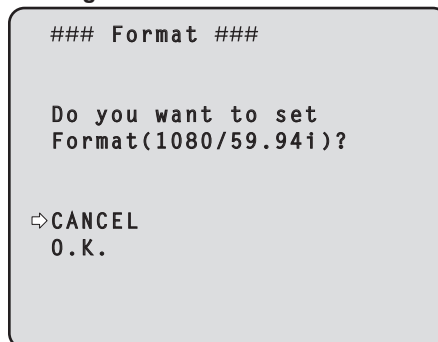 ### Format ###
Do you want to set
Format(1080/59.94i)?
⇨CANCEL
O.K.